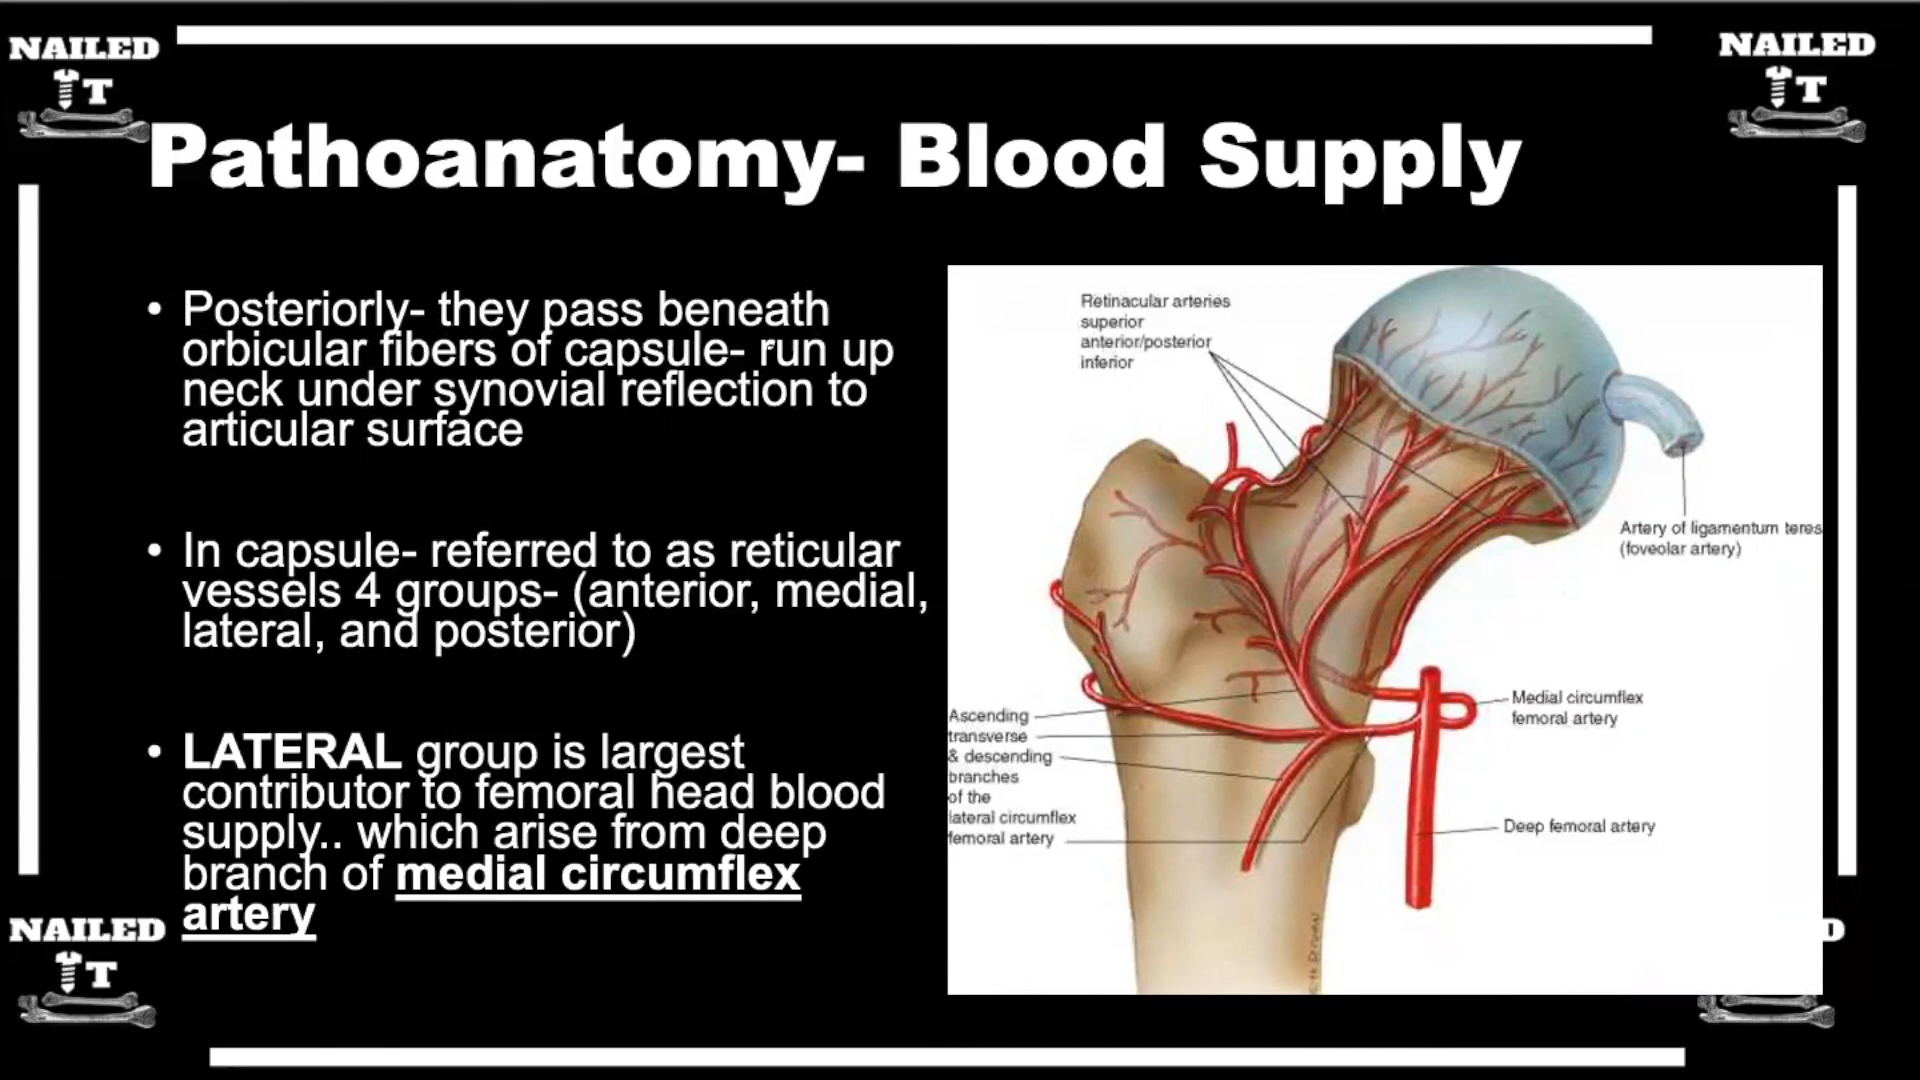 NAILED
IT
NAILED
IT
Pathoanatomy- Blood Supply
• Posteriorly- they pass beneath
orbicular fibers of capsule- run up
neck under synovial reflection to
articular surface
• In capsule- referred to as reticular
vessels 4 groups- (anterior, medial,
lateral, and posterior)
• LATERAL group is largest
contributor to femoral head blood
supply.. which arise from deep
branch of medial circumflex
artery
Retinacular arteries
superior
anterior/posterior
inferior
Artery of ligamentum teres
(foveolar artery)
Medial circumflex
femoral artery
Ascending
transverse
& descending
branches
of the
lateral circumflex
femoral artery
Deep femoral artery
NAILED
IT
D